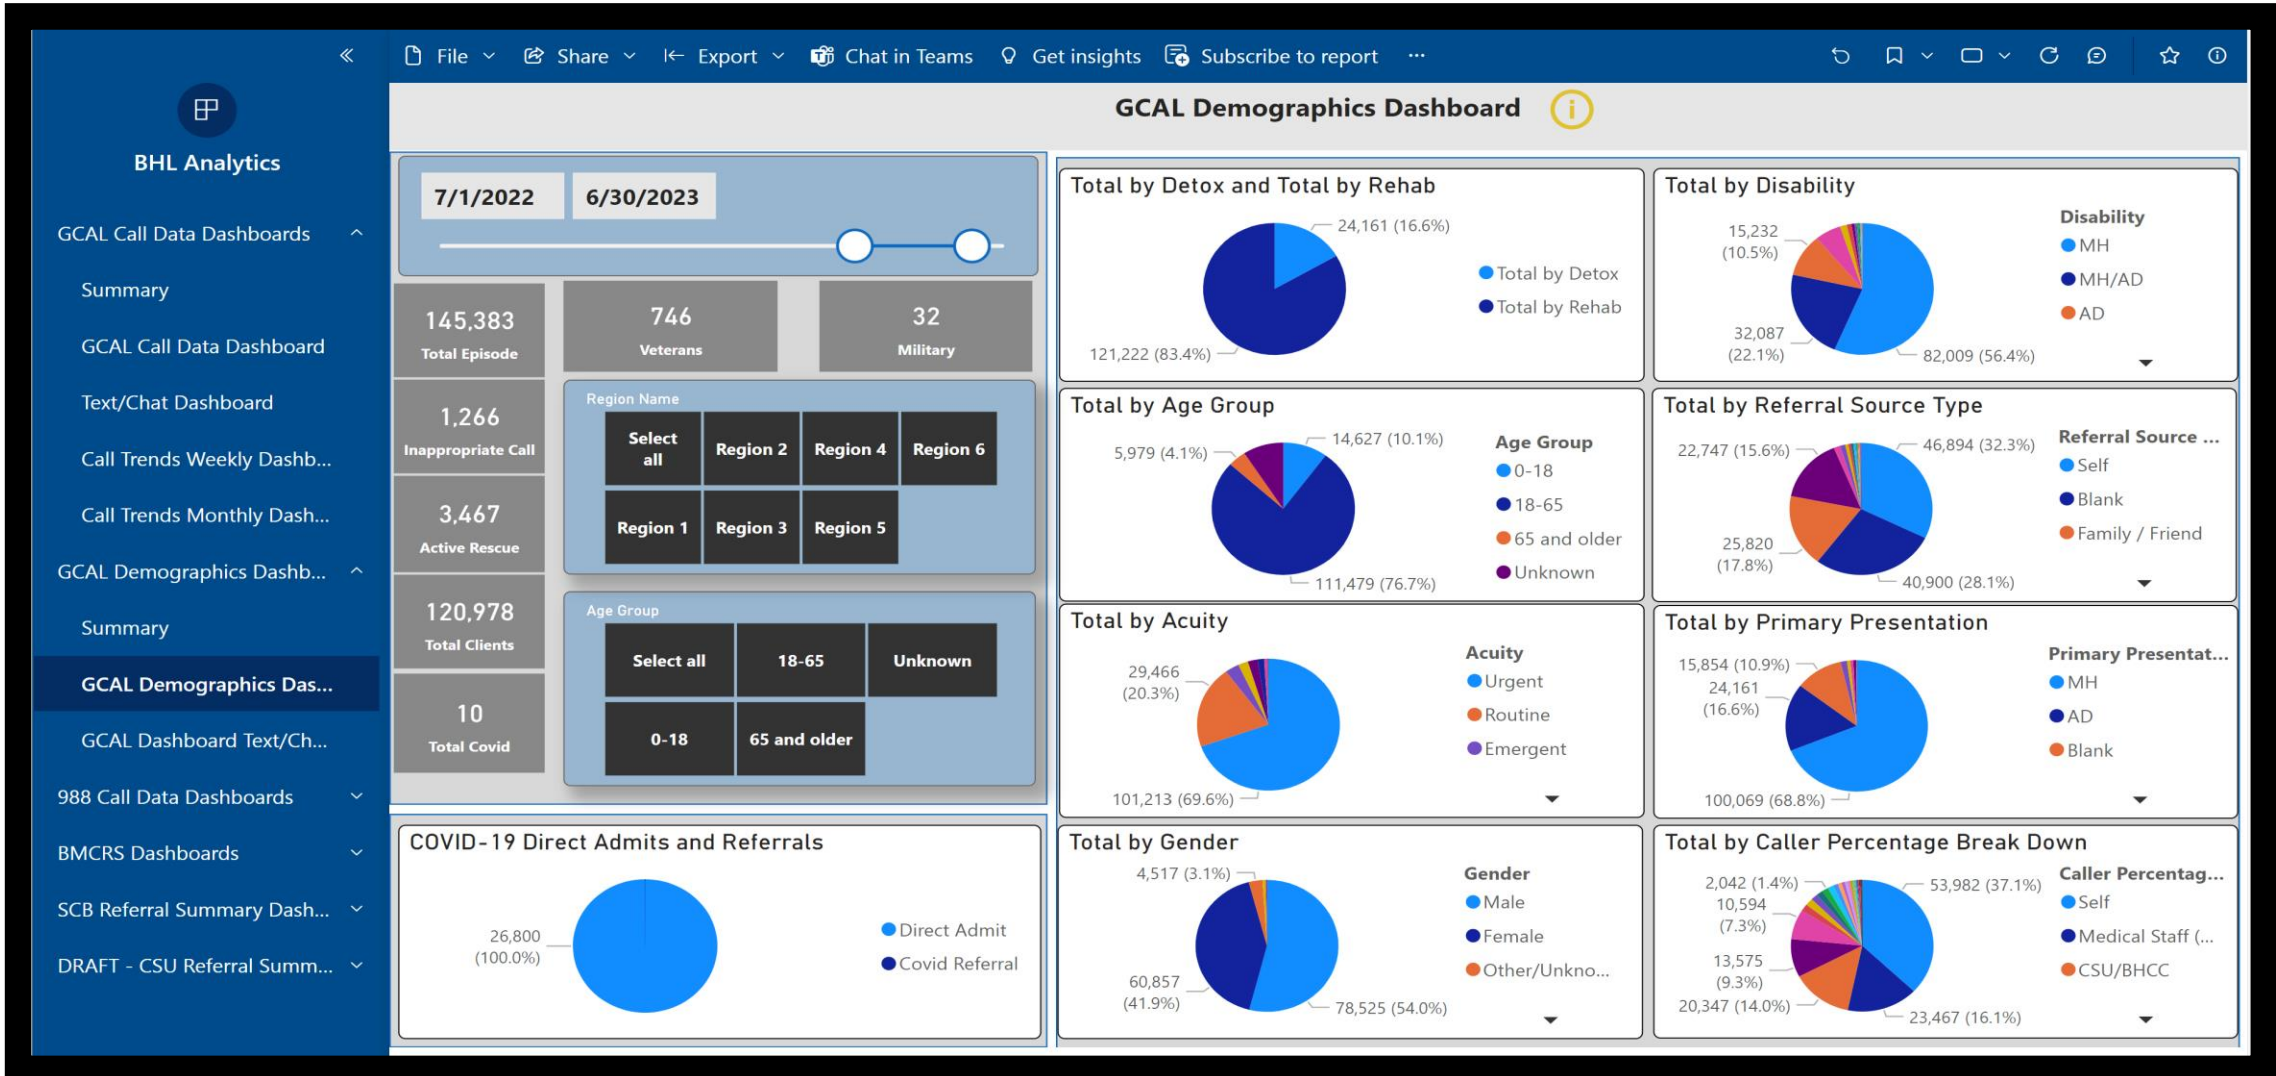 File
Share
Export
Chat in Teams
Get insights
Subscribe to report
...
BHL Analytics
GCAL Call Data Dashboards
Summary
GCAL Call Data Dashboard
Text/Chat Dashboard
Call Trends Weekly Dashb...
Call Trends Monthly Dash...
GCAL Demographics Dashb...
Summary
GCAL Demographics Das...
GCAL Dashboard Text/Ch...
988 Call Data Dashboards
BMCRS Dashboards
SCB Referral Summary Dash...
DRAFT - CSU Referral Summ...
GCAL Demographics Dashboard
7/1/2022
6/30/2023
145,383
Total Episode
746
Veterans
32
Military
1,266
Inappropriate Call
3,467
Active Rescue
120,978
Total Clients
10
Total Covid
Region Name
Select
all
Region 2
Region 4
Region 6
Region 1
Region 3
Region 5
Age Group
Select all
18-65
Unknown
0-18
65 and older
COVID-19 Direct Admits and Referrals
26,800
(100.0%)
Direct Admit
Covid Referral
Total by Detox and Total by Rehab
24,161 (16.6%)
121,222 (83.4%)
Total by Detox
Total by Rehab
Total by Disability
15,232
(10.5%)
32,087
(22.1%)
82,009 (56.4%)
Disability
MH
MH/AD
AD
Total by Age Group
5,979 (4.1%)
14,627 (10.1%)
111,479 (76.7%)
Age Group
0-18
18-65
65 and older
Unknown
Total by Referral Source Type
22,747 (15.6%)
46,894 (32.3%)
25,820
(17.8%)
40,900 (28.1%)
Referral Source ...
Self
Blank
Family / Friend
Total by Acuity
29,466
(20.3%)
101,213 (69.6%)
Acuity
Urgent
Routine
Emergent
Total by Primary Presentation
15,854 (10.9%)
24,161
(16.6%)
100,069 (68.8%)
Primary Presentat...
MH
AD
Blank
Total by Gender
4,517 (3.1%)
60,857
(41.9%)
78,525 (54.0%)
Gender
Male
Female
Other/Unkno...
Total by Caller Percentage Break Down
2,042 (1.4%)
10,594
(7.3%)
13,575
(9.3%)
20,347 (14.0%)
53,982 (37.1%)
23,467 (16.1%)
Caller Percentag...
Self
Medical Staff (...
CSU/BHCC